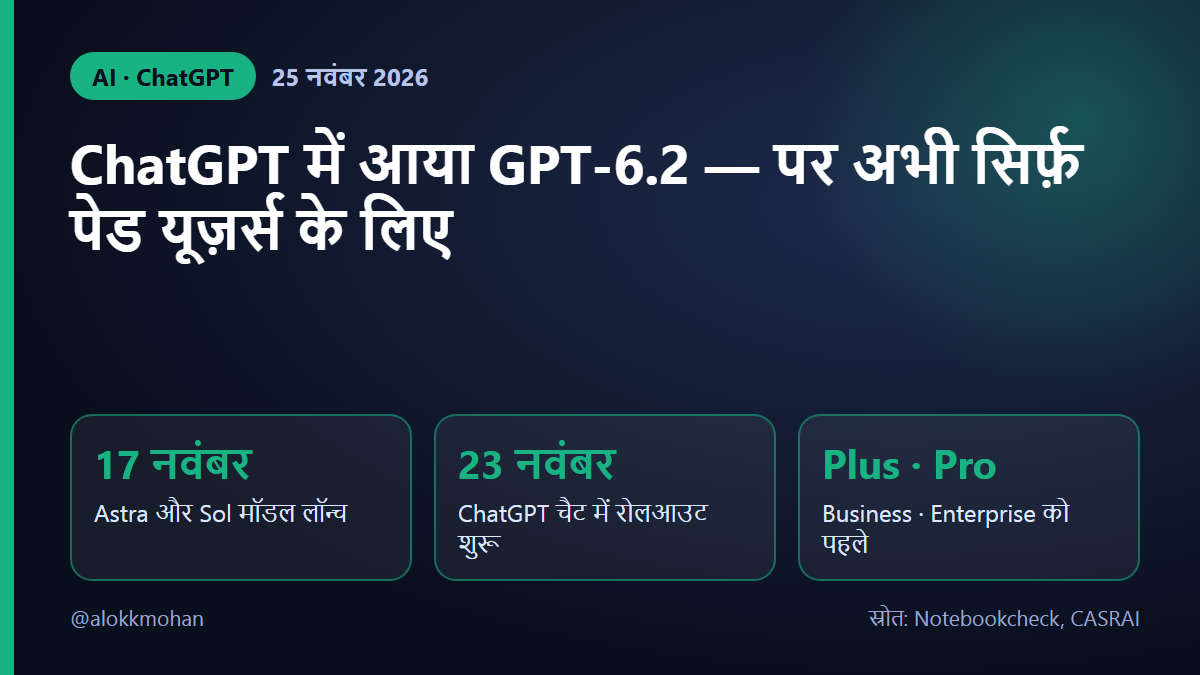 AI · ChatGPT
25 नवंबर 2026
ChatGPT में आया GPT-6.2 — पर अभी सिर्फ़
पेड यूज़र्स के लिए
17 नवंबर
Astra और Sol मॉडल लॉन्च
23 नवंबर
ChatGPT चैट में रोलआउट
शुरू
Plus · Pro
Business · Enterprise को
पहले
@alokkmohan
स्रोत: Notebookcheck, CASRAI